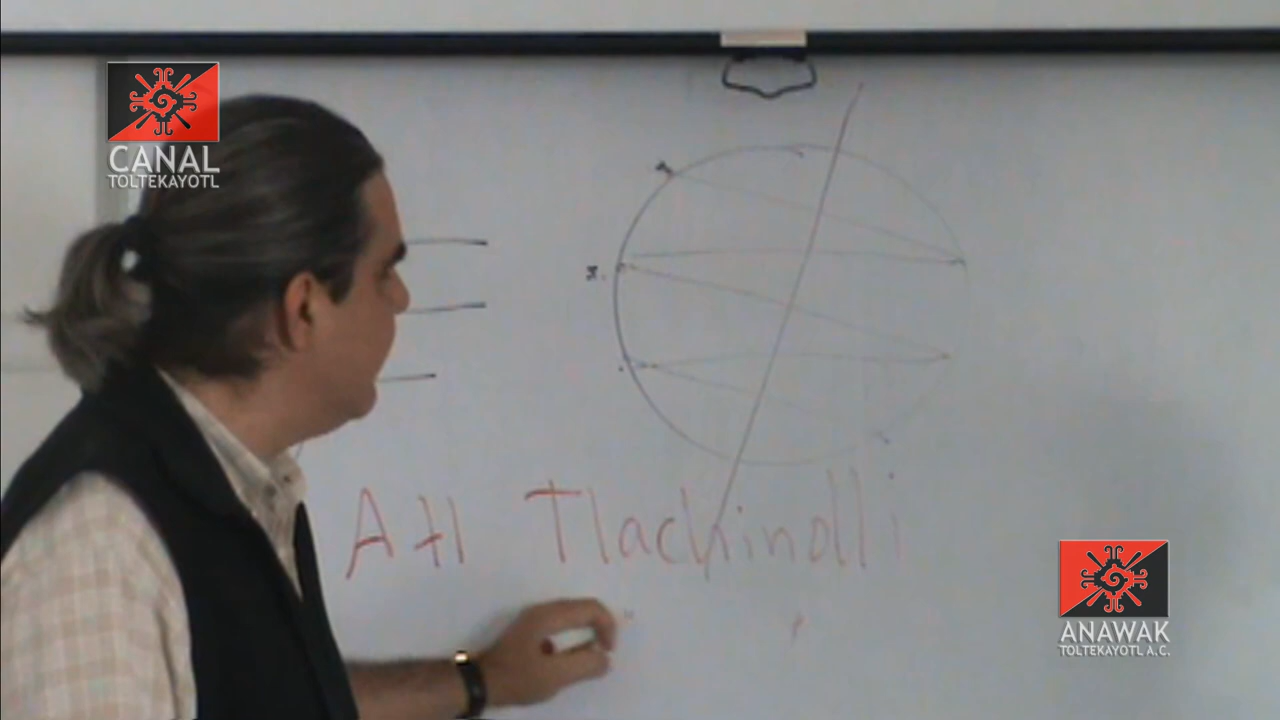 CANAL
TOLTEKAYOTL
Atl Tlachinolli
ANAWAK
TOLTEKAYOTL A.C.